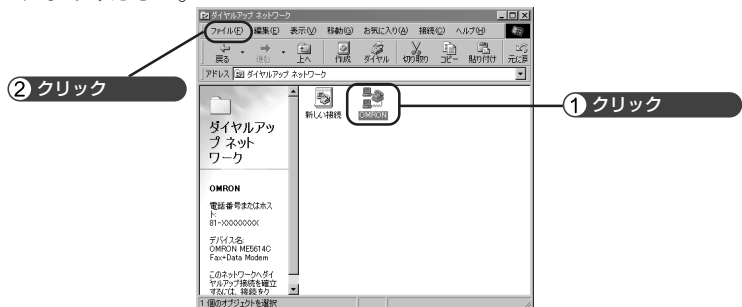 ダイヤルアップ ネットワーク
ファイル(F) 編集(E) 表示(V) 移動(G) お気に入り(A) 接続(C) ヘルプ(H)
戻る 進む 上へ 作成 ダイヤル 切り取り コピー 貼り付け 元に戻
アドレス ダイヤルアップ ネットワーク
② クリック
① クリック
新しい接続 OMRON
ダイヤルアッ
プ ネット
ワーク
OMRON
電話番号またはホス
ト:
81-XXXXXXXX
デバイス名:
OMRON ME5614C
Fax+Data Modem
このネットワークへダイ
ヤルアップ接続を確立
するには、接続をク
1 個のオブジェクトを選択